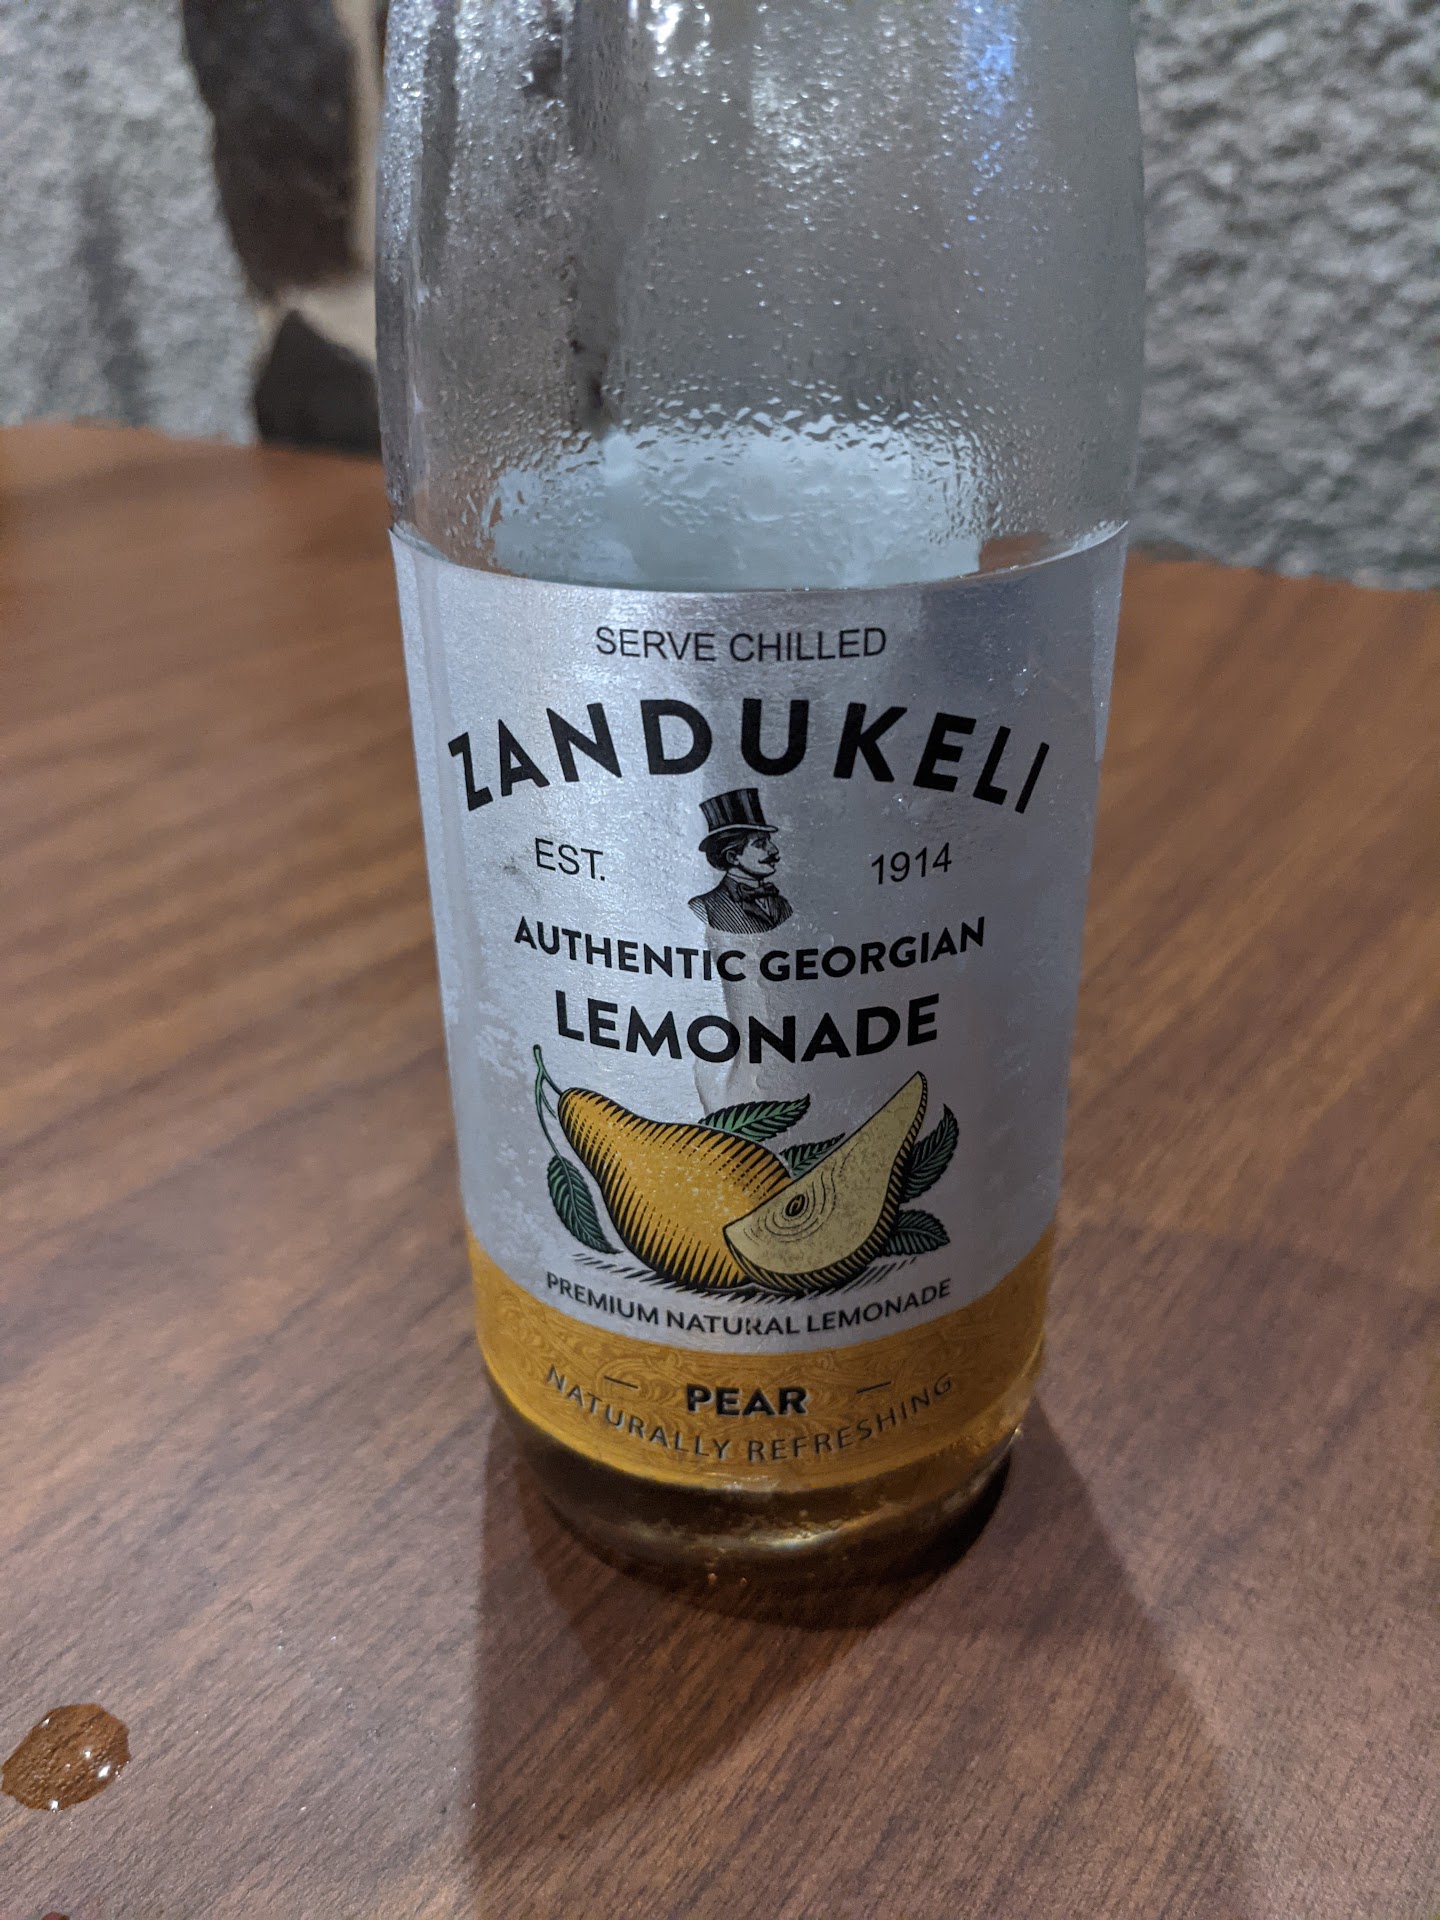 SERVE CHILLED
ZANDUKELI
EST. 1914
AUTHENTIC GEORGIAN
LEMONADE
PREMIUM NATURAL LEMONADE
— PEAR —
NATURALLY REFRESHING